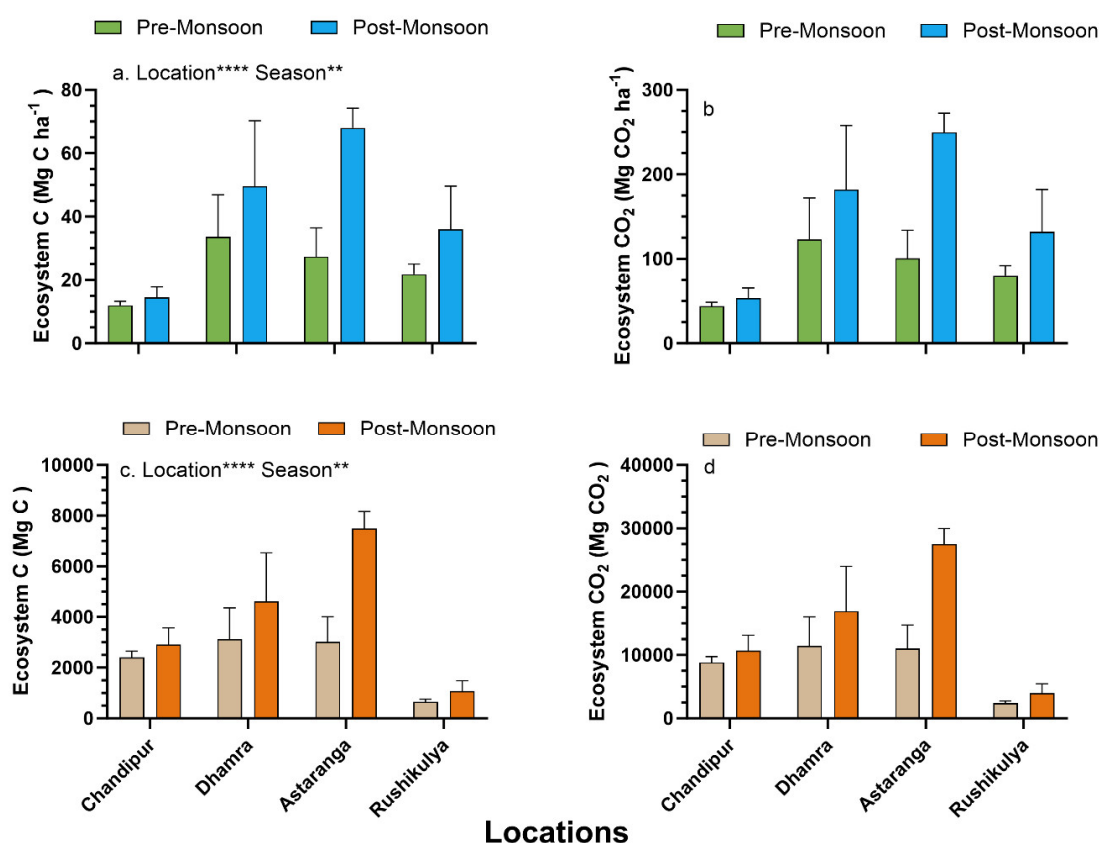 Pre-Monsoon Post-Monsoon
a. Location**** Season**
Ecosystem C (Mg C ha⁻¹ )
80
60
40
20
0
Pre-Monsoon Post-Monsoon
b
Ecosystem CO₂ (Mg CO₂ ha⁻¹)
300
200
100
0
Pre-Monsoon Post-Monsoon
c. Location**** Season**
Ecosystem C (Mg C )
10000
8000
6000
4000
2000
0
Chandipur
Dhamra
Astaranga
Rushikulya
Pre-Monsoon Post-Monsoon
d
Ecosystem CO₂ (Mg CO₂)
40000
30000
20000
10000
0
Chandipur
Dhamra
Astaranga
Rushikulya
Locations